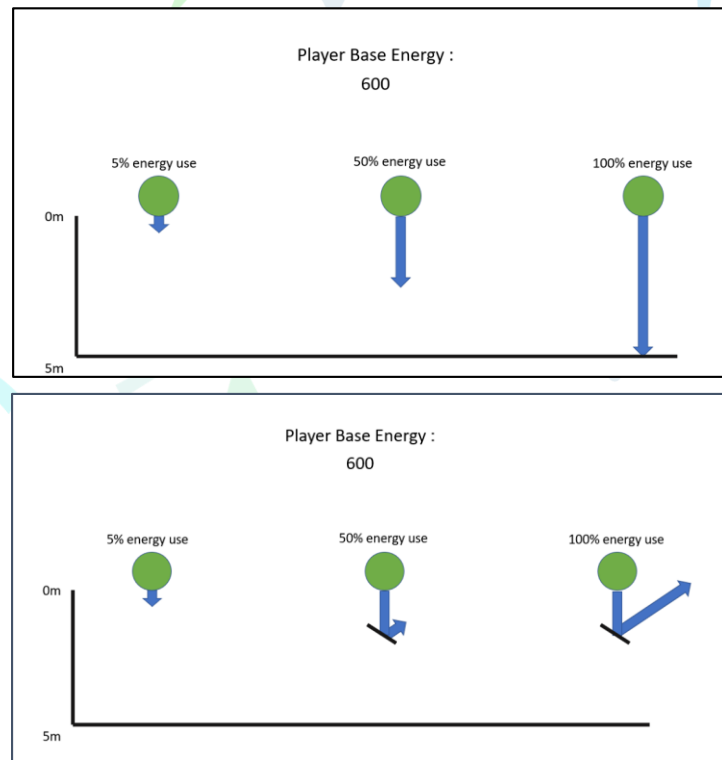 Player Base Energy :
600
5% energy use
50% energy use
100% energy use
0m
5m
Player Base Energy :
600
5% energy use
50% energy use
100% energy use
0m
5m